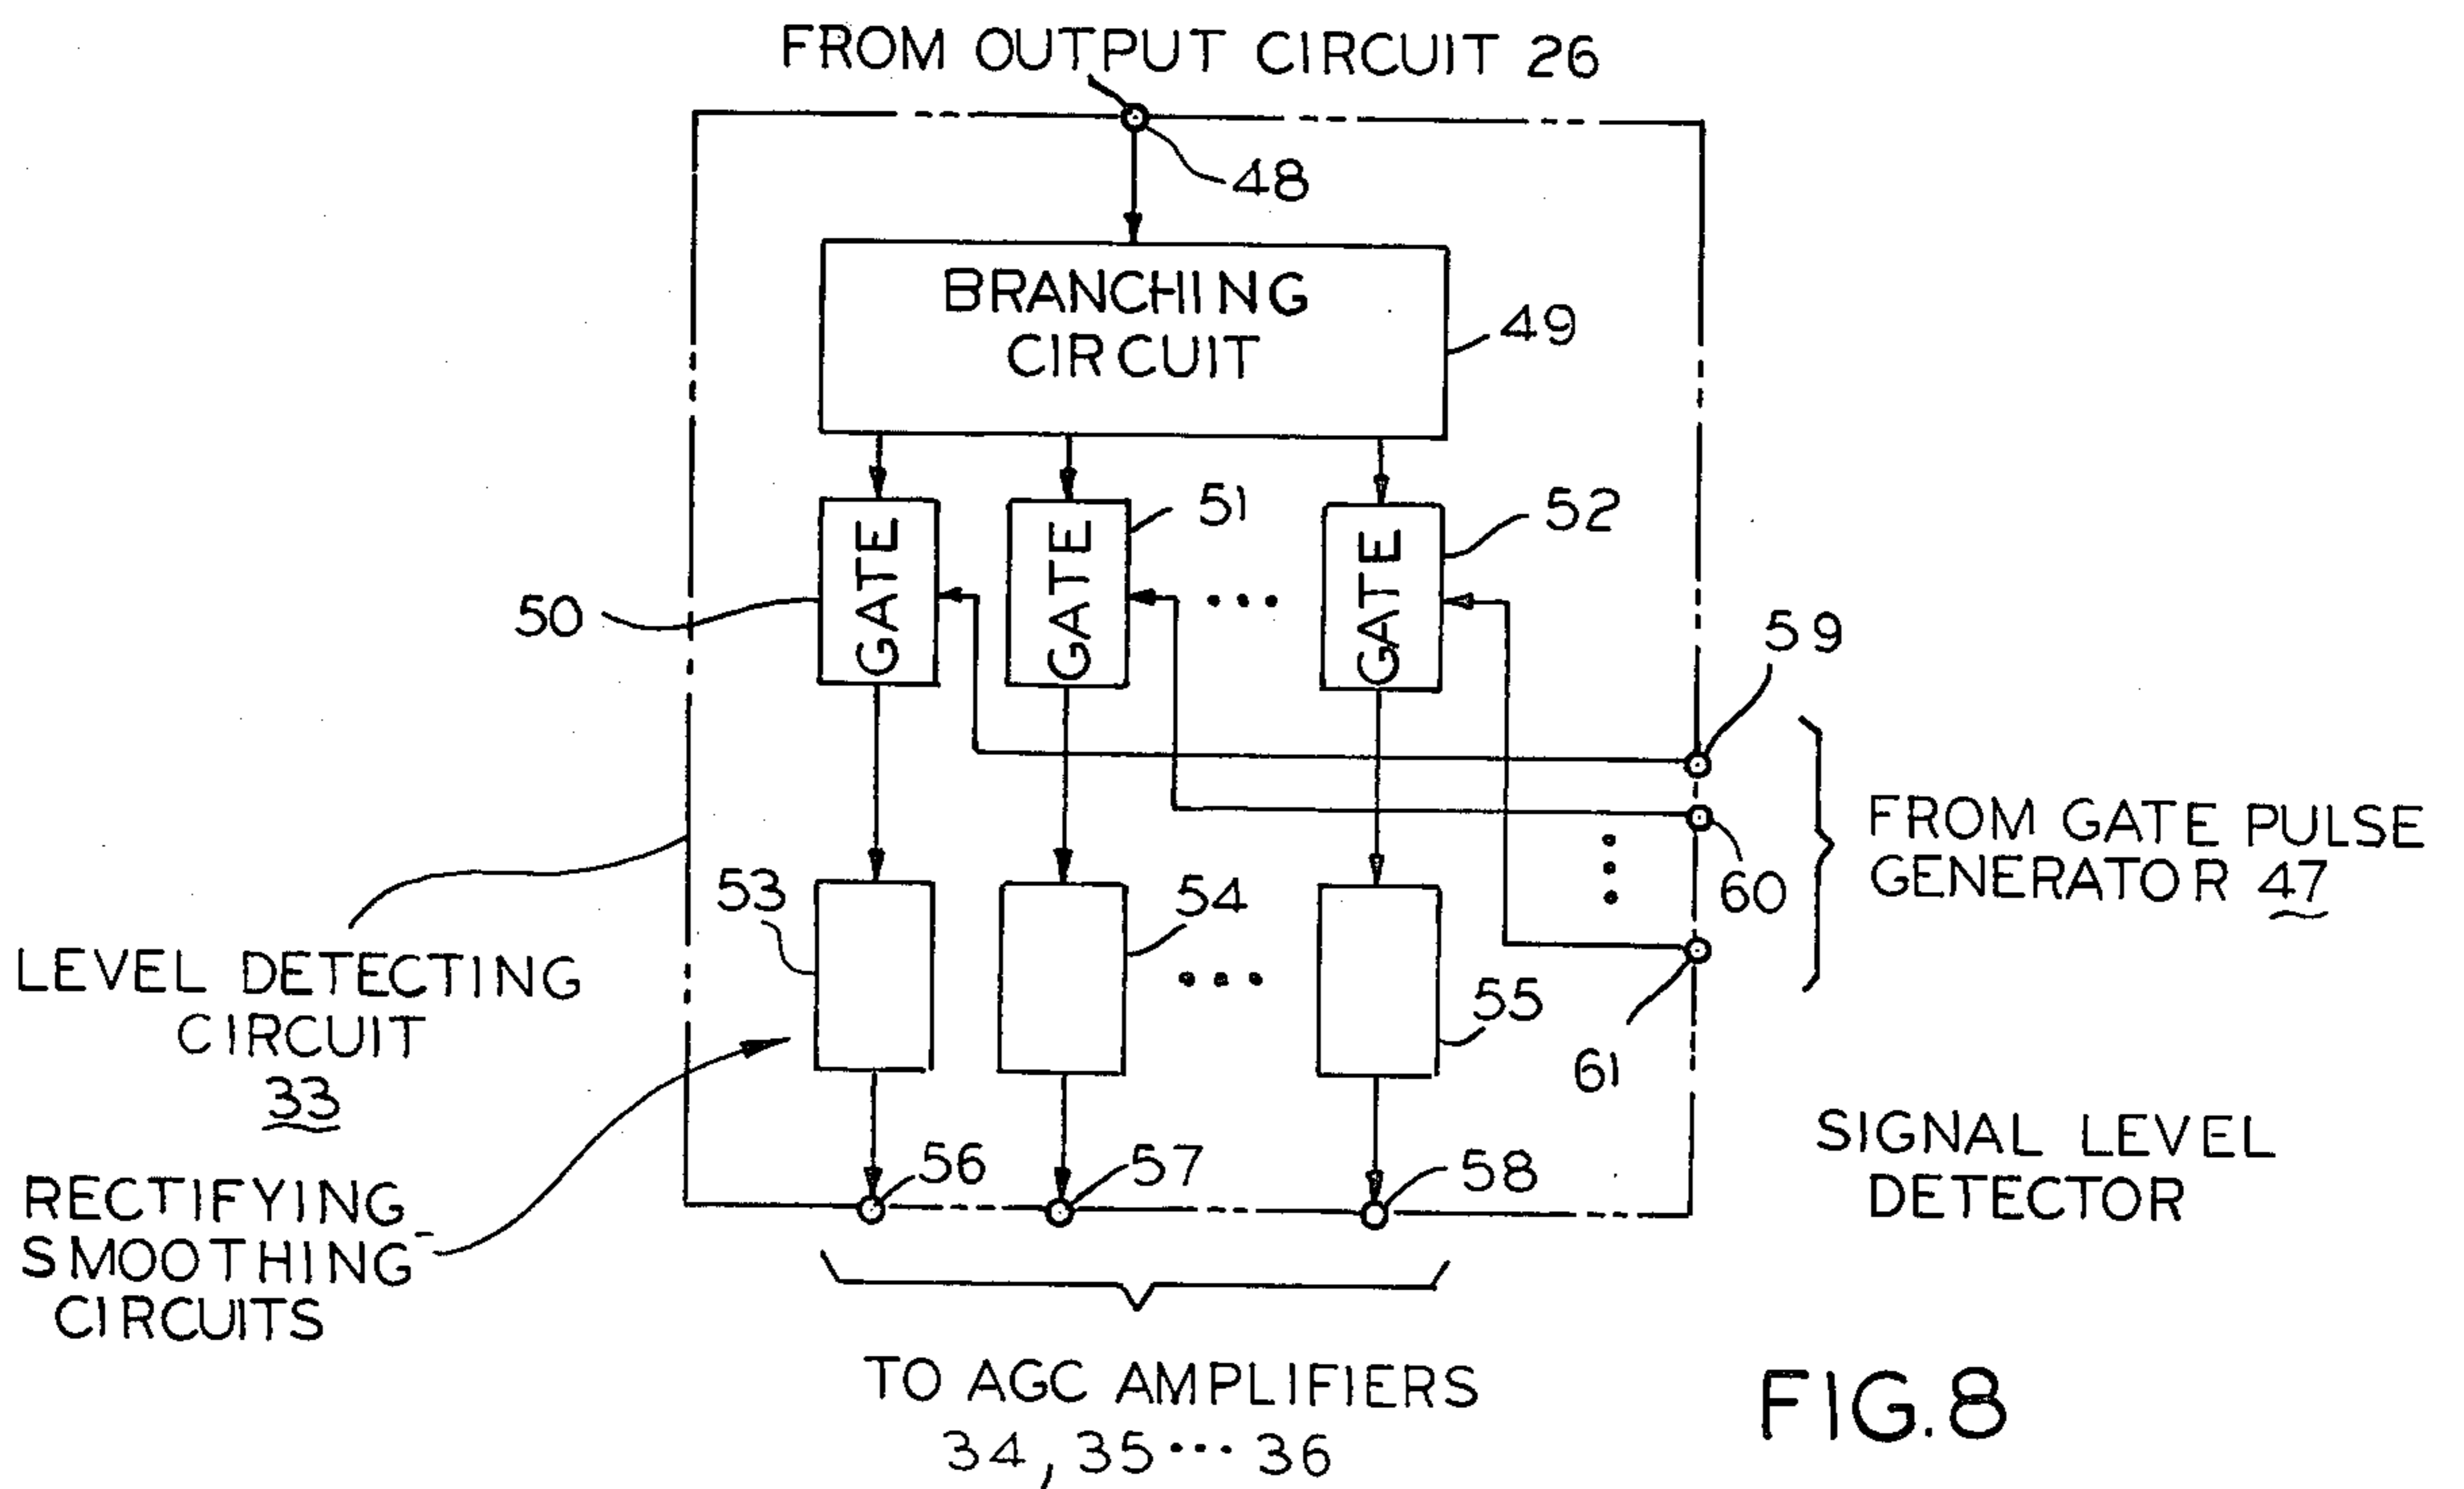 FROM OUTPUT CIRCUIT 26
48
BRANCHING
CIRCUIT
49
GATE
GATE
GATE
50
51
52
• • •
59
60
61
FROM GATE PULSE
GENERATOR 47
53
54
55
• • •
LEVEL DETECTING
CIRCUIT
33
RECTIFYING
SMOOTHING
CIRCUITS
56
57
58
SIGNAL LEVEL
DETECTOR
TO AGC AMPLIFIERS
34, 35 ••• 36
FIG.8